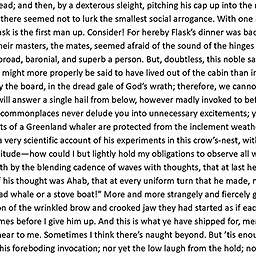 ead; and then, by a dexterous sleight, pitching his cap up into the
there seemed not to lurk the smallest social arrogance. With one
sk is the first man up. Consider! For hereby Flask's dinner was ba
heir masters, the mates, seemed afraid of the sound of the hinges
broad, baronial, and superb a person. But, doubtless, this noble sa
might more properly be said to have lived out of the cabin than i
y the board, in the dread gale of God's wrath; therefore, we canno
will answer a single hail from below, however madly invoked to be
commonplaces never delude you into unnecessary excitements; y
ts of a Greenland whaler are protected from the inclement weath
a very scientific account of his experiments in this crow's-nest, wit
itude—how could I but lightly hold my obligations to observe all w
th by the blending cadence of waves with thoughts, that at last he
f his thought was Ahab, that at every uniform turn that he made, n
ad whale or a stove boat!" More and more strangely and fiercely g
on of the wrinkled brow and crooked jaw they had started as if eac
mes before I give him up. And this is what ye have shipped for, me
near to me. Sometimes I think there's naught beyond. But 'tis enou
his foreboding invocation; nor yet the low laugh from the hold; no